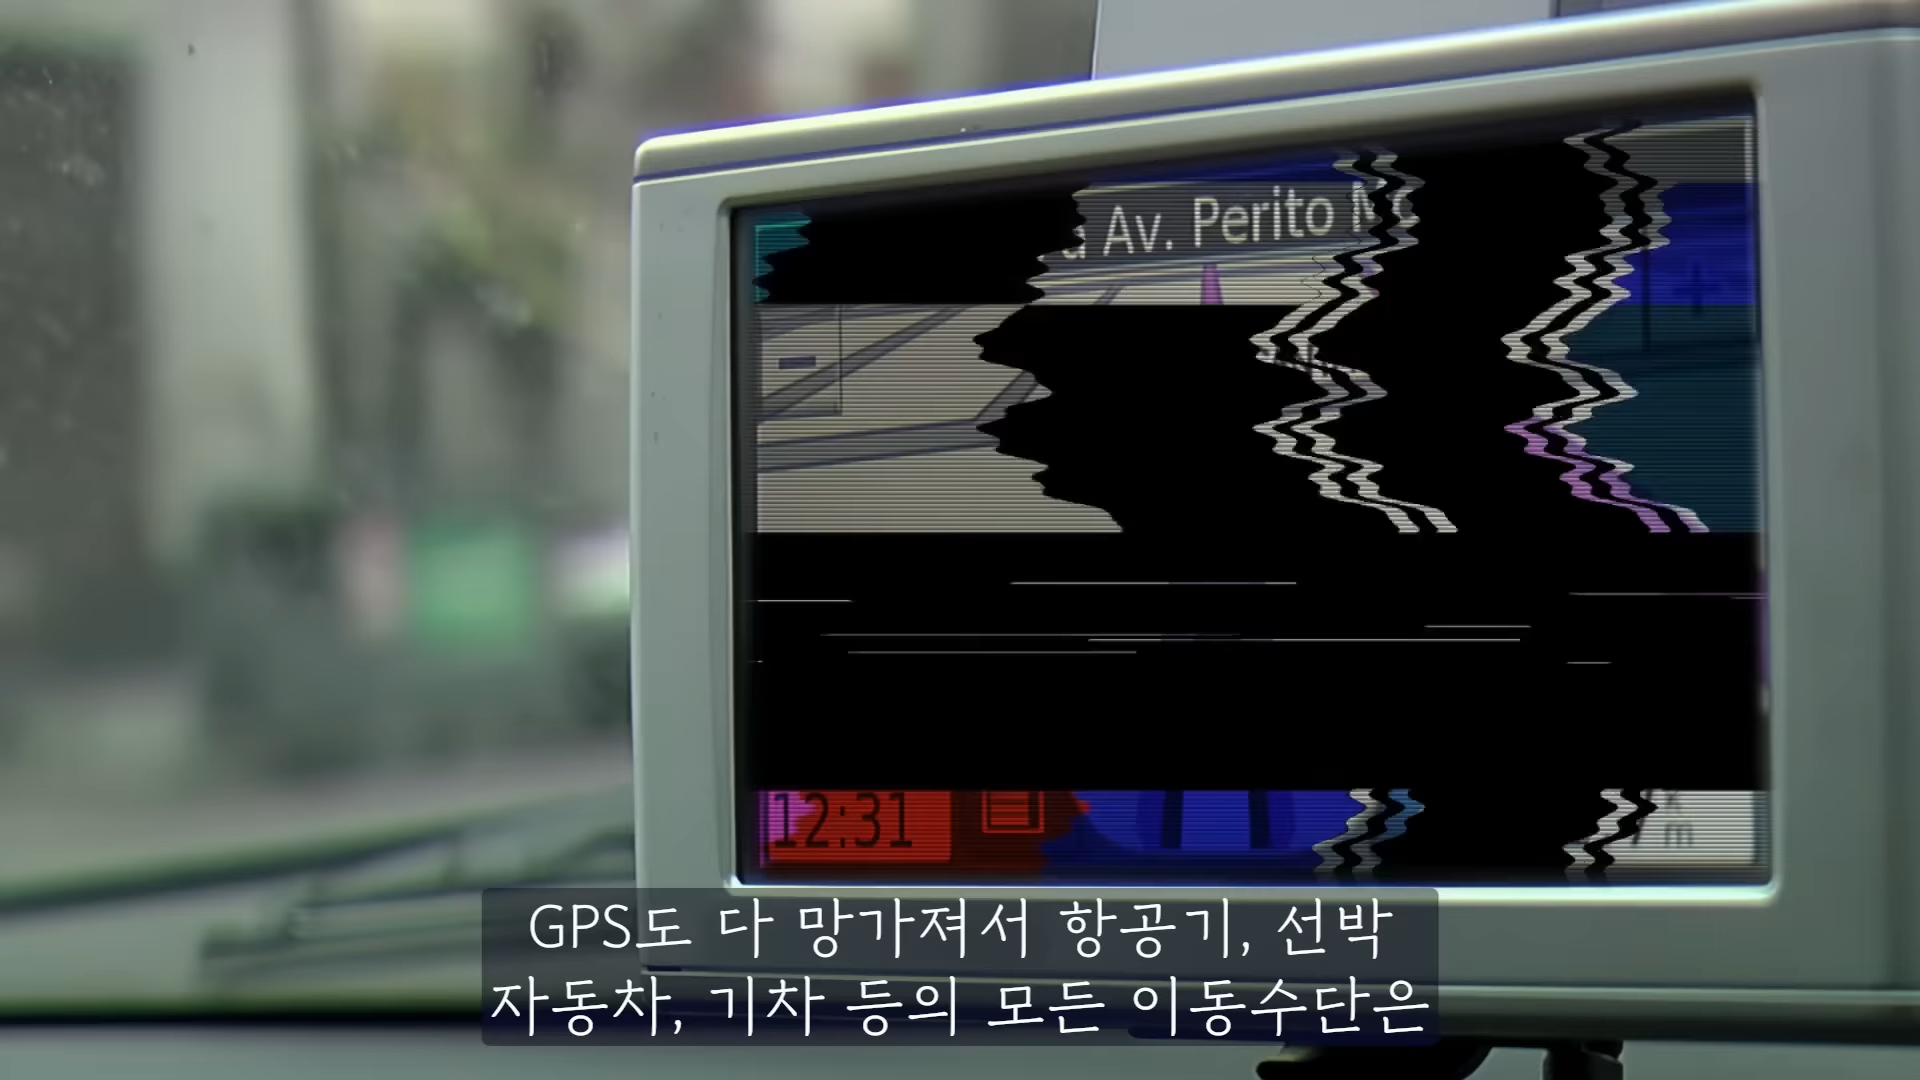 Av. Perito
12:31
m
GPS도 다 망가져서 항공기, 선박
자동차, 기차 등의 모든 이동수단은